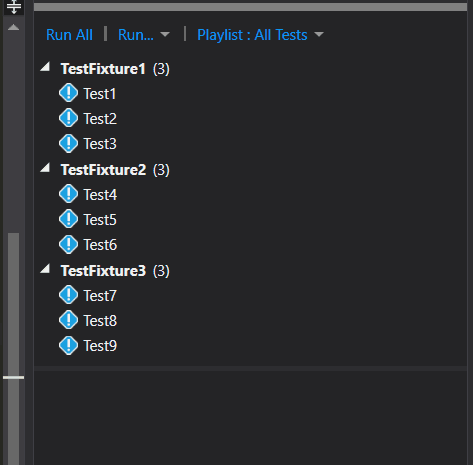 Run All | Run... | Playlist : All Tests
TestFixture1 (3)
Test1
Test2
Test3
TestFixture2 (3)
Test4
Test5
Test6
TestFixture3 (3)
Test7
Test8
Test9